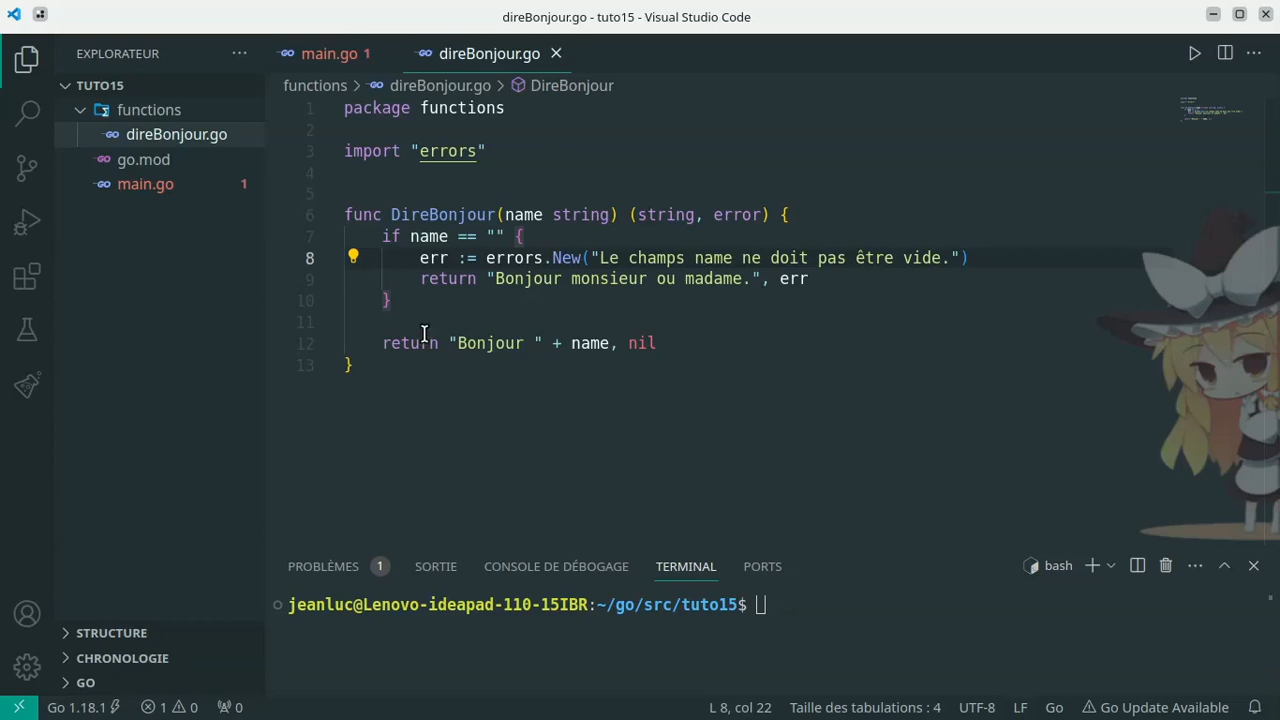 direBonjour.go - tuto15 - Visual Studio Code
EXPLORATEUR
TUTO15
functions
direBonjour.go
go.mod
main.go 1
STRUCTURE
CHRONOLOGIE
GO
main.go 1
direBonjour.go
functions > direBonjour.go > DireBonjour
1 package functions
2
3 import "errors"
4
5
6 func DireBonjour(name string) (string, error) {
7 if name == "" {
8 err := errors.New("Le champs name ne doit pas être vide.")
9 return "Bonjour monsieur ou madame.", err
10 }
11
12 return "Bonjour " + name, nil
13 }
PROBLÈMES 1 SORTIE CONSOLE DE DÉBOGAGE TERMINAL PORTS
bash
jeanluc@Lenovo-ideapad-110-15IBR:~/go/src/tuto15$
Go 1.18.1 1 0 0 L 8, col 22 Taille des tabulations : 4 UTF-8 LF Go Go Update Available